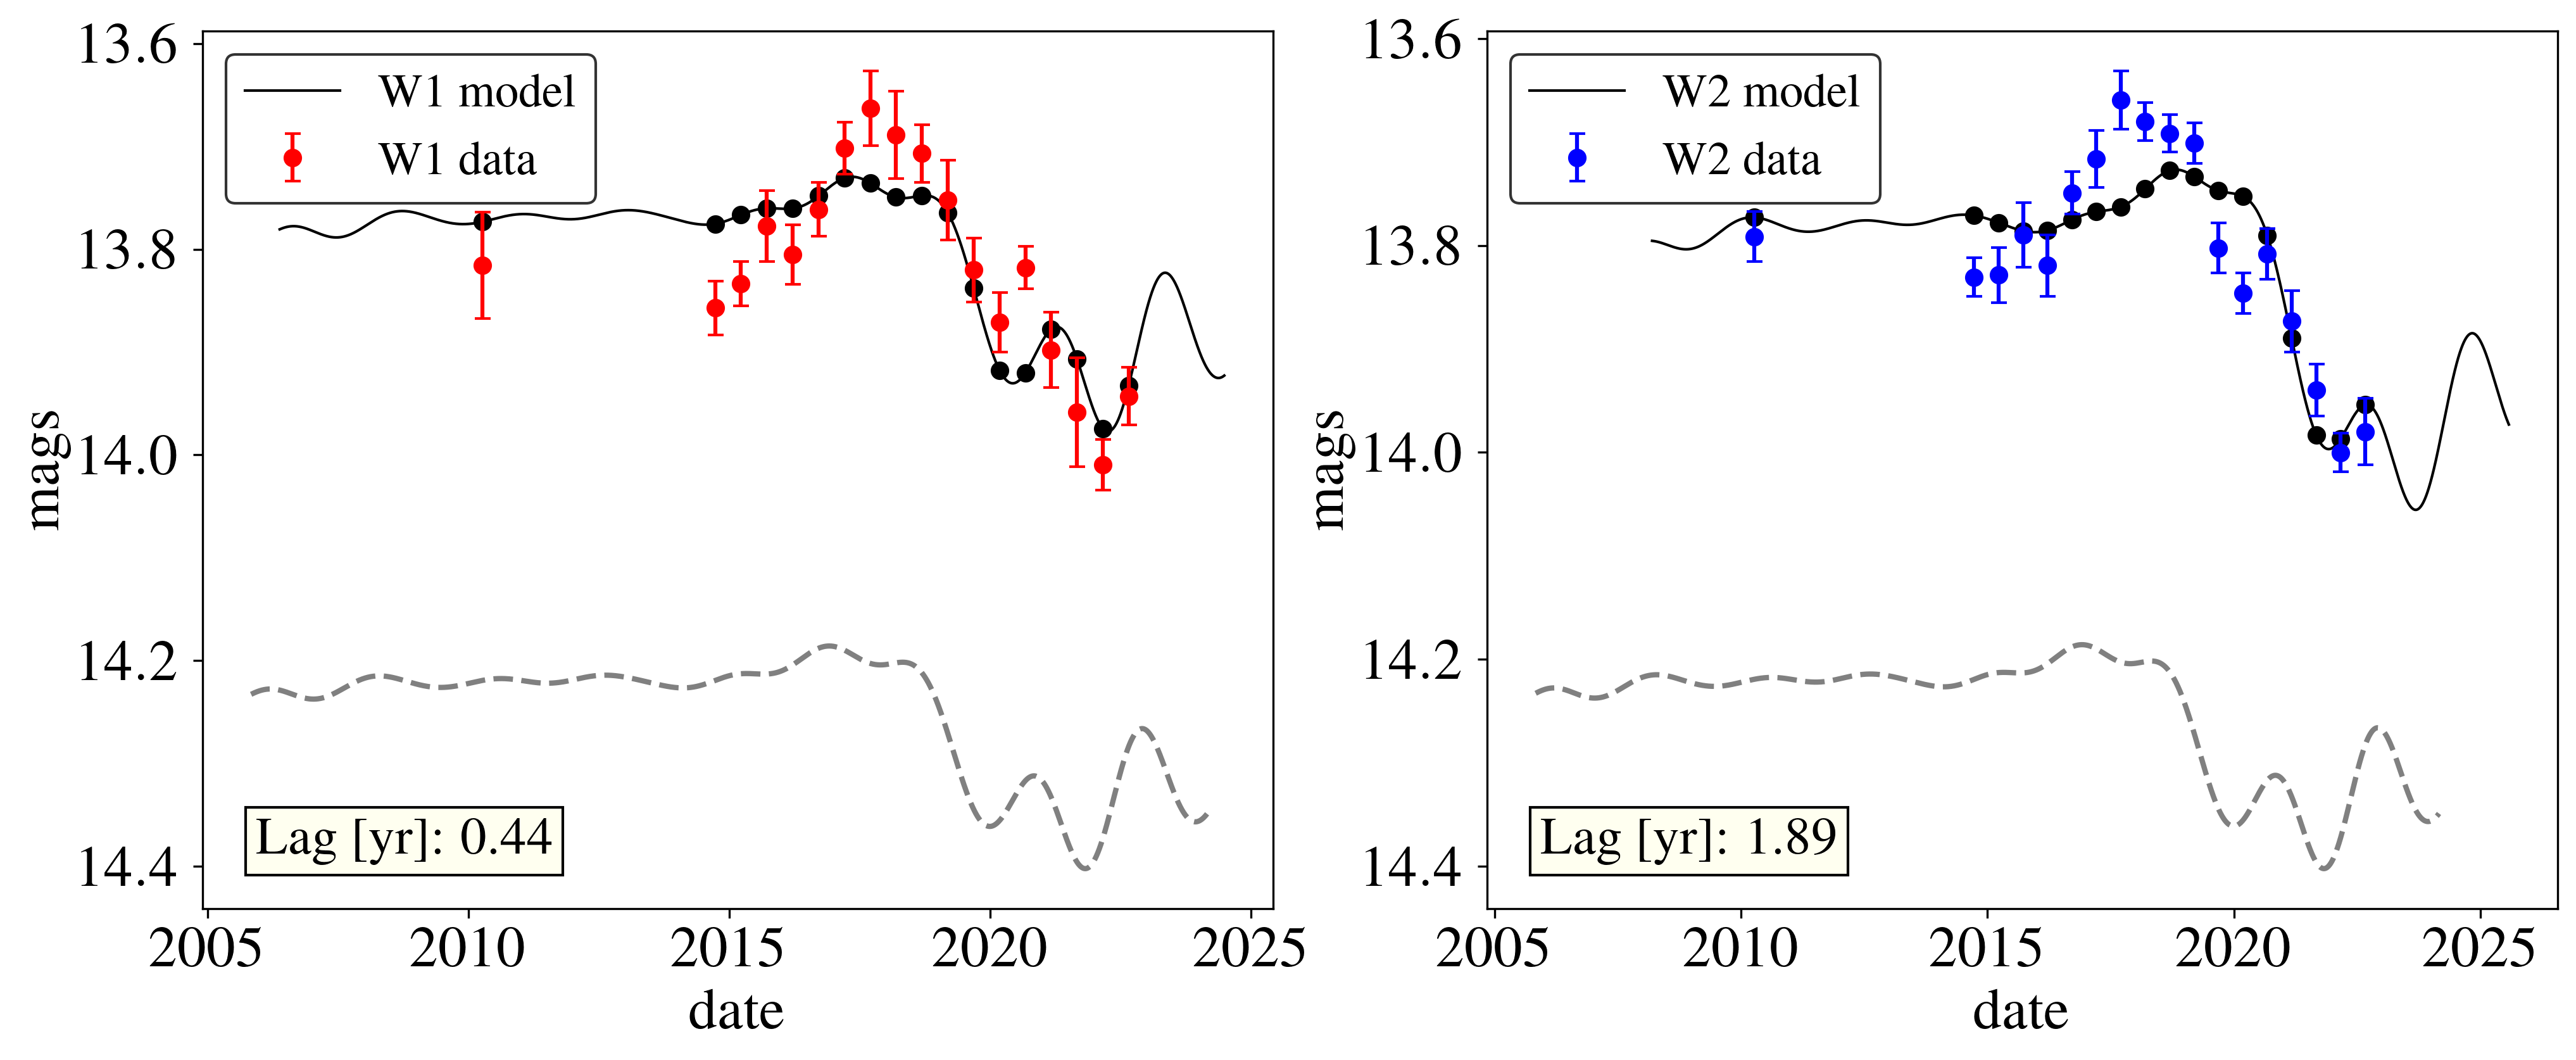 13.6
13.8
14.0
14.2
14.4
mags
W1 model
W1 data
Lag [yr]: 0.44
2005
2010
2015
2020
2025
date
13.6
13.8
14.0
14.2
14.4
mags
W2 model
W2 data
Lag [yr]: 1.89
2005
2010
2015
2020
2025
date